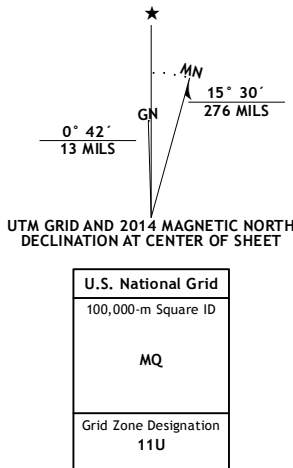 ★
MN
GN
15° 30´
276 MILS
0° 42´
13 MILS
UTM GRID AND 2014 MAGNETIC NORTH
DECLINATION AT CENTER OF SHEET
U.S. National Grid
100,000-m Square ID
MQ
Grid Zone Designation
11U